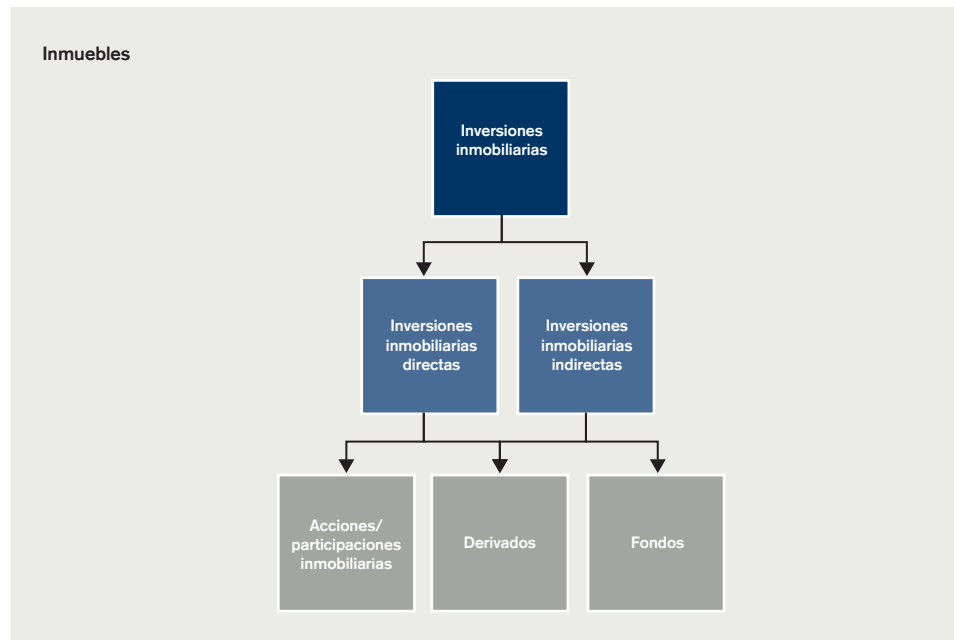 Inmuebles
Inversiones
inmobiliarias
Inversiones
inmobiliarias
directas
Inversiones
inmobiliarias
indirectas
Acciones/
participaciones
inmobiliarias
Derivados
Fondos